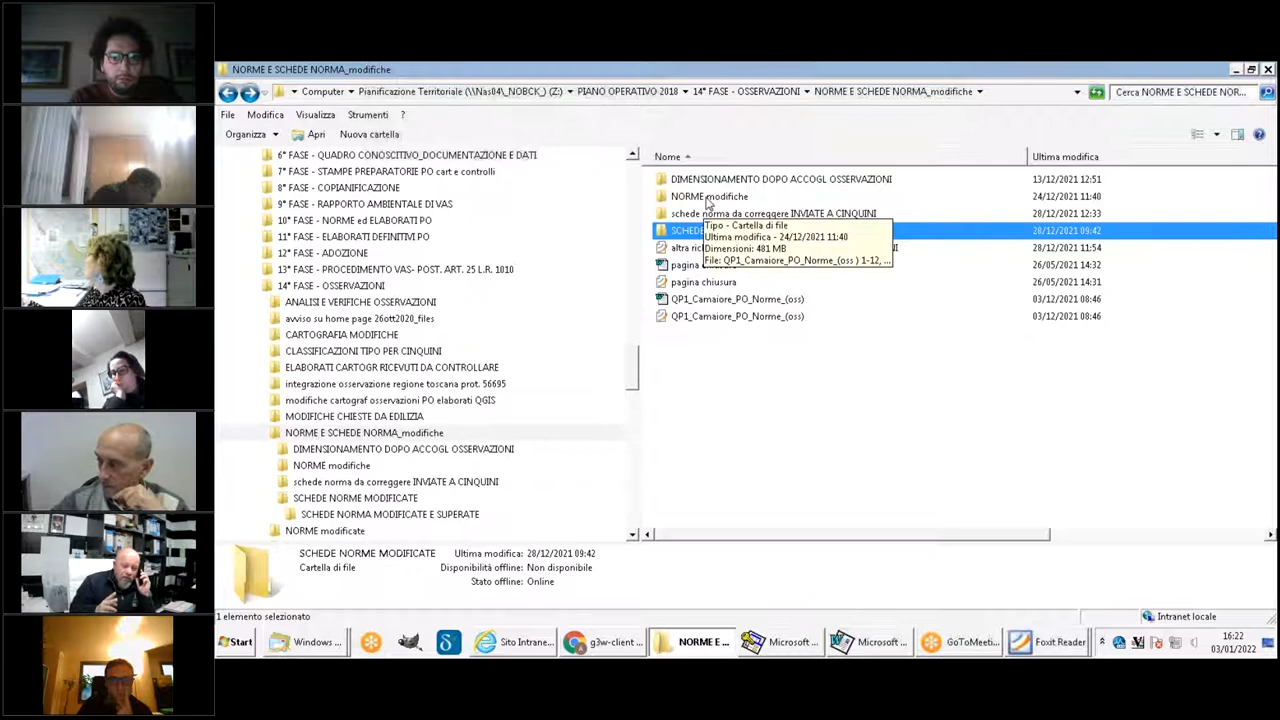 NORME E SCHEDE NORMA_modifiche
Computer ▸ Pianificazione Territoriale (\\Nas04\_NOBCK_) (Z:) ▸ PIANO OPERATIVO 2018 ▸ 14° FASE - OSSERVAZIONI ▸ NORME E SCHEDE NORMA_modifiche
Cerca NORME E SCHEDE NOR...
File Modifica Visualizza Strumenti ?
Organizza Apri Nuova cartella
6° FASE - QUADRO CONOSCITIVO_DOCUMENTAZIONE E DATI
7° FASE - STAMPE PREPARATORIE PO cart e controlli
8° FASE - COPIANIFICAZIONE
9° FASE - RAPPORTO AMBIENTALE DI VAS
10° FASE - NORME ed ELABORATI PO
11° FASE - ELABORATI DEFINITIVI PO
12° FASE - ADOZIONE
13° FASE - PROCEDIMENTO VAS- POST. ART. 25 L.R. 1010
14° FASE - OSSERVAZIONI
ANALISI E VERIFICHE OSSERVAZIONI
avviso su home page 26ott2020_files
CARTOGRAFIA MODIFICHE
CLASSIFICAZIONI TIPO PER CINQUINI
ELABORATI CARTOGR RICEVUTI DA CONTROLLARE
integrazione osservazione regione toscana prot. 56695
modifiche cartograf osservazioni PO elaborati QGIS
MODIFICHE CHIESTE DA EDILIZIA
NORME E SCHEDE NORMA_modifiche
DIMENSIONAMENTO DOPO ACCOGL OSSERVAZIONI
NORME modifiche
schede norma da correggere INVIATE A CINQUINI
SCHEDE NORME MODIFICATE
SCHEDE NORMA MODIFICATE E SUPERATE
NORME modificate
Nome Ultima modifica
DIMENSIONAMENTO DOPO ACCOGL OSSERVAZIONI 13/12/2021 12:51
NORME modifiche 24/12/2021 11:40
schede norma da correggere INVIATE A CINQUINI 28/12/2021 12:33
SCHEDE 28/12/2021 09:42
altra ric 28/12/2021 11:54
pagina 26/05/2021 14:32
pagina chiusura 26/05/2021 14:31
QP1_Camaiore_PO_Norme_(oss) 03/12/2021 08:46
QP1_Camaiore_PO_Norme_(oss) 03/12/2021 08:46
Tipo - Cartella di file
Ultima modifica - 24/12/2021 11:40
Dimensioni: 481 MB
File: QP1_Camaiore_PO_Norme_(oss ) 1-12, ...
SCHEDE NORME MODIFICATE Ultima modifica: 28/12/2021 09:42
Cartella di file Disponibilità offline: Non disponibile
Stato offline: Online
1 elemento selezionato Intranet locale
Start Windows ... Sito Intrane... g3w-client ... NORME E ... Microsoft ... Microsoft ... GoToMeeti... Foxit Reader 16:22
03/01/2022